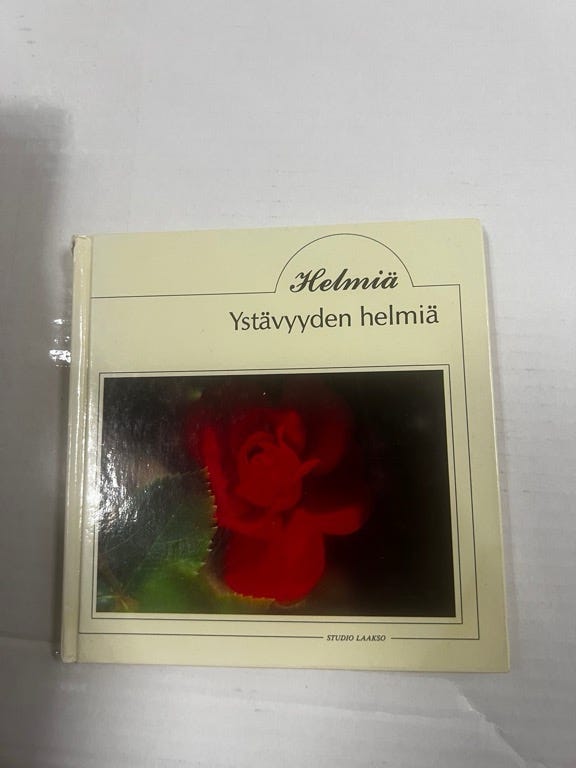 Helmiä
Ystävyyden helmiä
STUDIO LAAKSO